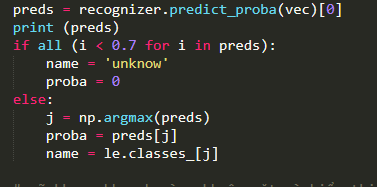 preds = recognizer.predict_proba(vec)[0]
print (preds)
if all (i < 0.7 for i in preds):
    name = 'unknow'
    proba = 0
else:
    j = np.argmax(preds)
    proba = preds[j]
    name = le.classes_[j]